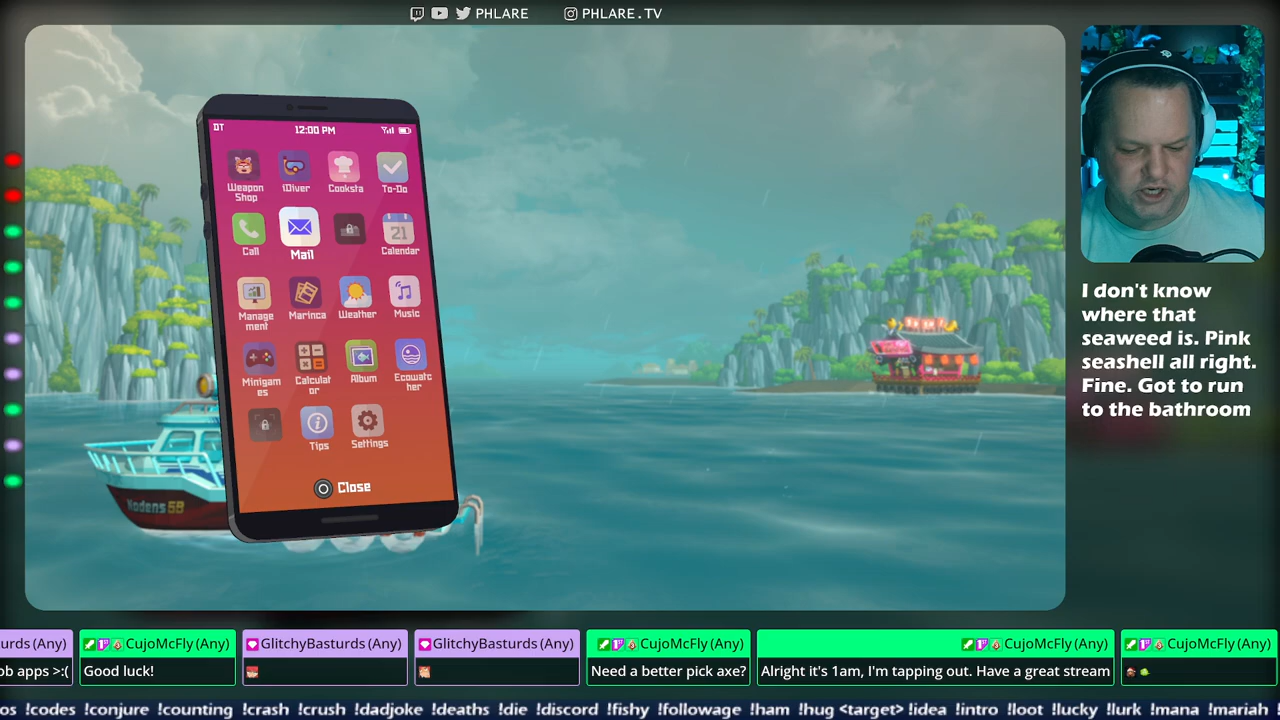 PHLARE
PHLARE.TV
DT
12:00 PM
Weapon
Shop
iDiver
Cooksta
To-Do
Call
Mail
21
Calendar
Manage
ment
Marinca
Weather
Music
Minigam
es
Calculat
or
Album
Ecowatc
her
Tips
Settings
Close
Nodens 58
I don't know
where that
seaweed is. Pink
seashell all right.
Fine. Got to run
to the bathroom
urds (Any)
CujoMcFly (Any)
GlitchyBasturds (Any)
GlitchyBasturds (Any)
CujoMcFly (Any)
CujoMcFly (Any)
CujoMcFly (Any)
ob apps >:(
Good luck!
Need a better pick axe?
Alright it's 1am, I'm tapping out. Have a great stream
os !codes !conjure !counting !crash !crush !dadjoke !deaths !die !discord !fishy !followage !ham !hug <target> !idea !intro !loot !lucky !lurk !mana !mariah